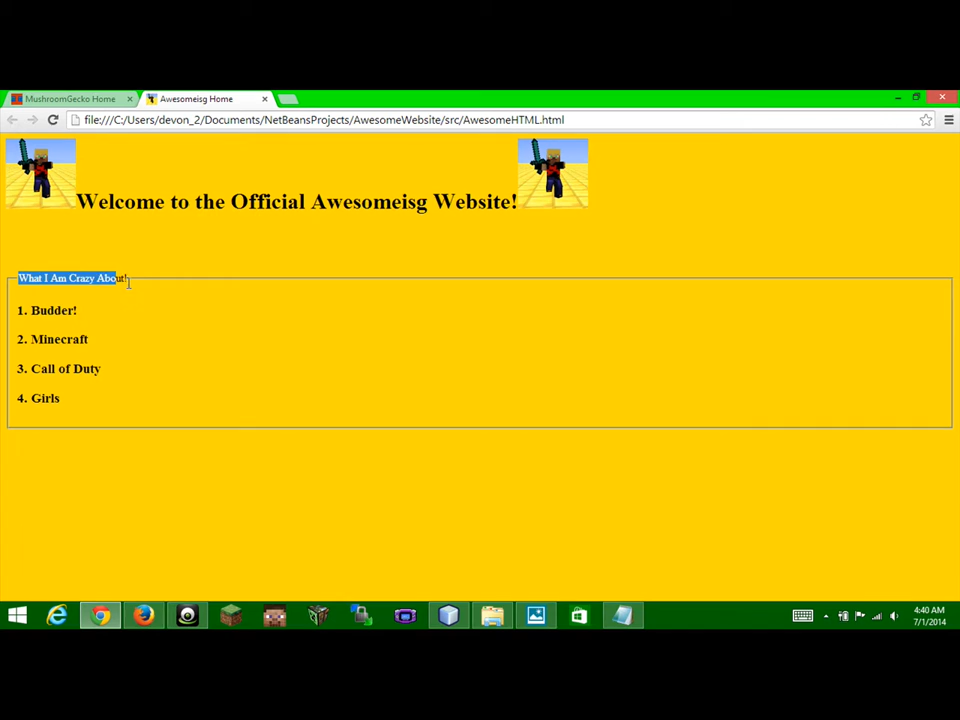 MushroomGecko Home
Awesomeisg Home
file:///C:/Users/devon_2/Documents/NetBeansProjects/AwesomeWebsite/src/AwesomeHTML.html
Welcome to the Official Awesomeisg Website!
What I Am Crazy About!
1. Budder!
2. Minecraft
3. Call of Duty
4. Girls
4:40 AM
7/1/2014